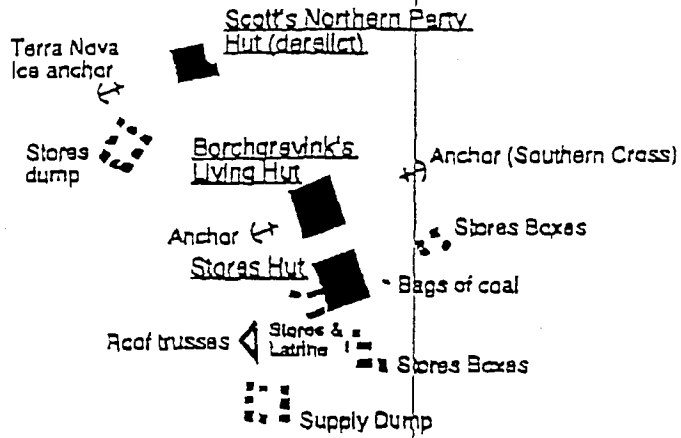 Scott's Northern Party
Hut (derelict)
Terra Nova
Ice anchor
Stores
dump
Borchgrevink's
Living Hut
Anchor (Southern Cross)
Anchor
Stores Boxes
Stores Hut
Bags of coal
Roof trusses
Stores &
Latrine
Stores Boxes
Supply Dump